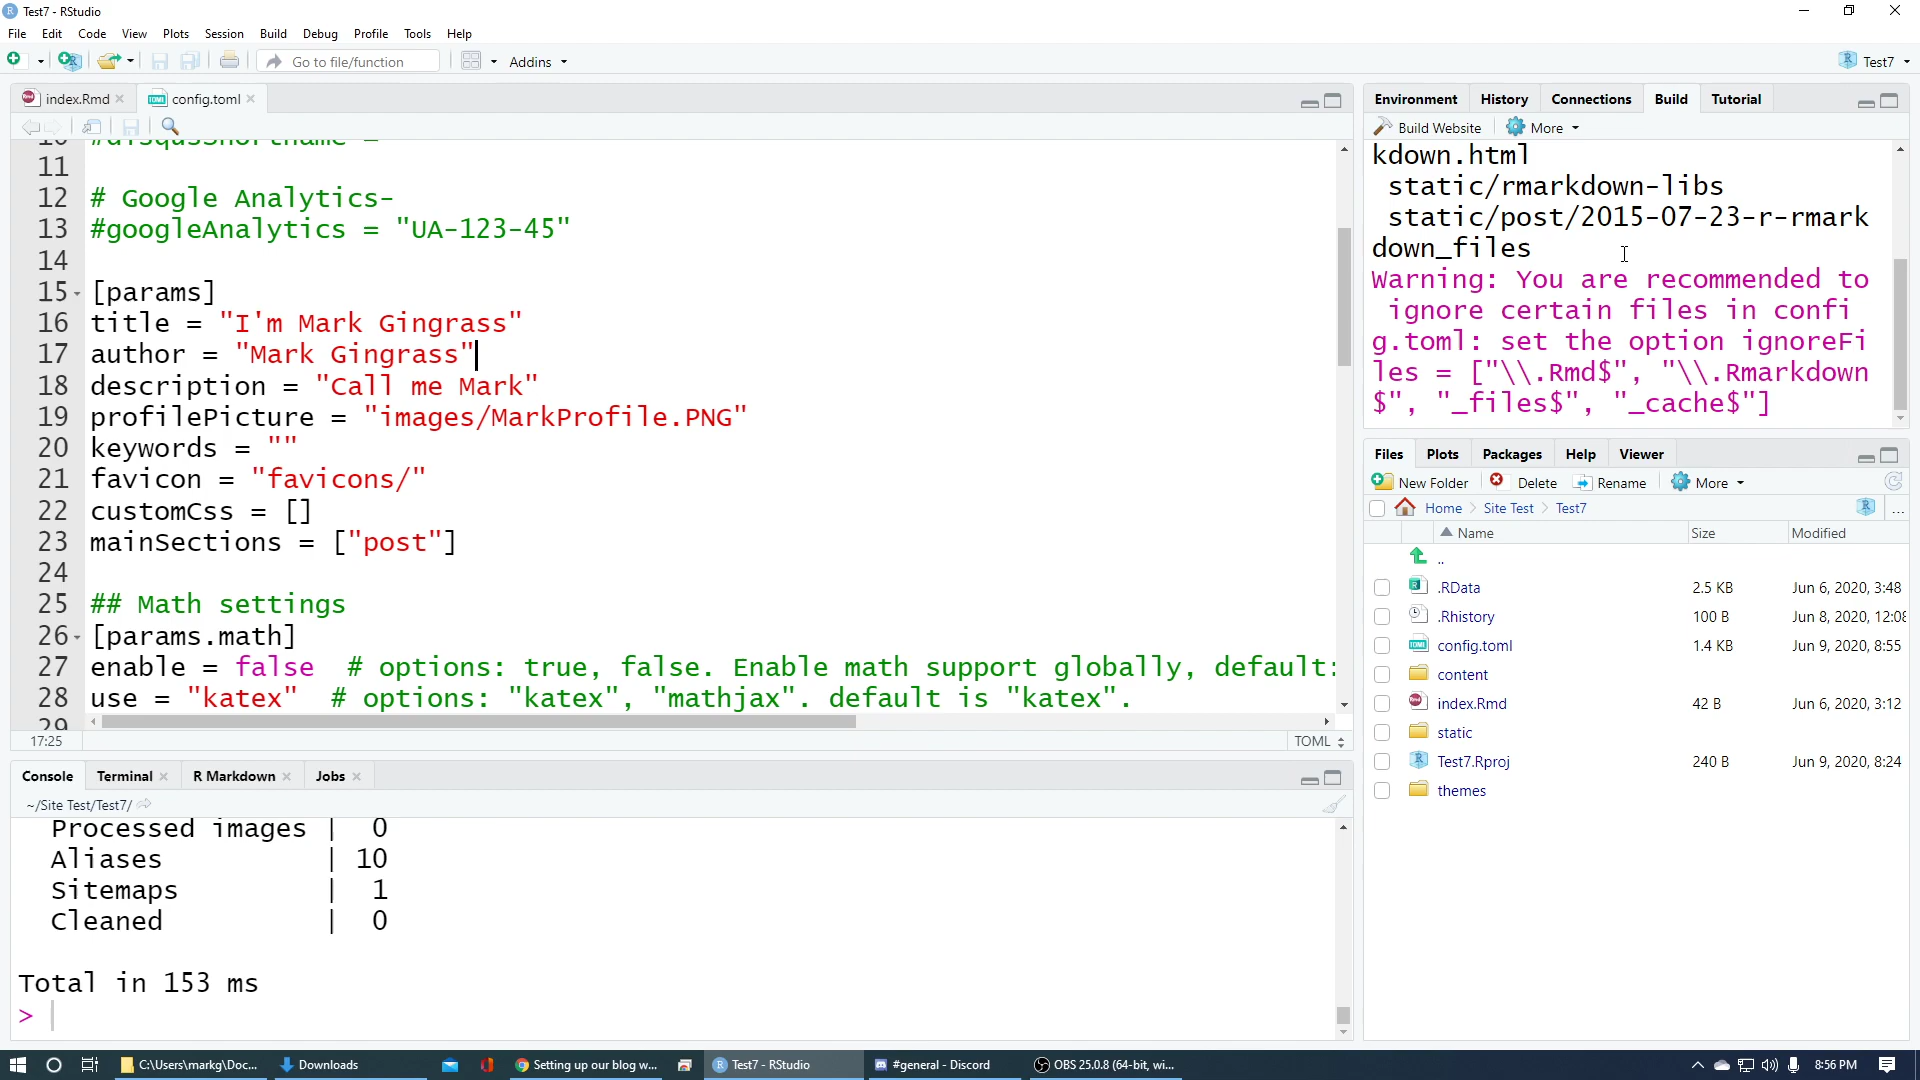 Test7 - RStudio
File Edit Code View Plots Session Build Debug Profile Tools Help
Go to file/function Addins Test7
index.Rmd config.toml
11
12 # Google Analytics-
13 #googleAnalytics = "UA-123-45"
14
15 [params]
16 title = "I'm Mark Gingrass"
17 author = "Mark Gingrass"
18 description = "Call me Mark"
19 profilePicture = "images/MarkProfile.PNG"
20 keywords = ""
21 favicon = "favicons/"
22 customCss = []
23 mainSections = ["post"]
24
25 ## Math settings
26 [params.math]
27 enable = false # options: true, false. Enable math support globally, default:
28 use = "katex" # options: "katex", "mathjax". default is "katex".
29
17:25 TOML
Console Terminal R Markdown Jobs
~/Site Test/Test7/
Processed images | 0
Aliases | 10
Sitemaps | 1
Cleaned | 0
Total in 153 ms
>
Environment History Connections Build Tutorial
Build Website More
kdown.html
static/rmarkdown-libs
static/post/2015-07-23-r-rmark
down_files
Warning: You are recommended to
ignore certain files in confi
g.toml: set the option ignoreFi
les = ["\\.Rmd$", "\\.Rmarkdown
$", "_files$", "_cache$"]
Files Plots Packages Help Viewer
New Folder Delete Rename More
Home Site Test Test7 ...
Name Size Modified
..
.RData 2.5 KB Jun 6, 2020, 3:48
.Rhistory 100 B Jun 8, 2020, 12:08
config.toml 1.4 KB Jun 9, 2020, 8:55
content
index.Rmd 42 B Jun 6, 2020, 3:12
static
Test7.Rproj 240 B Jun 9, 2020, 8:24
themes
C:\Users\markg\Doc... Downloads Setting up our blog w... Test7 - RStudio #general - Discord OBS 25.0.8 (64-bit, wi... 8:56 PM